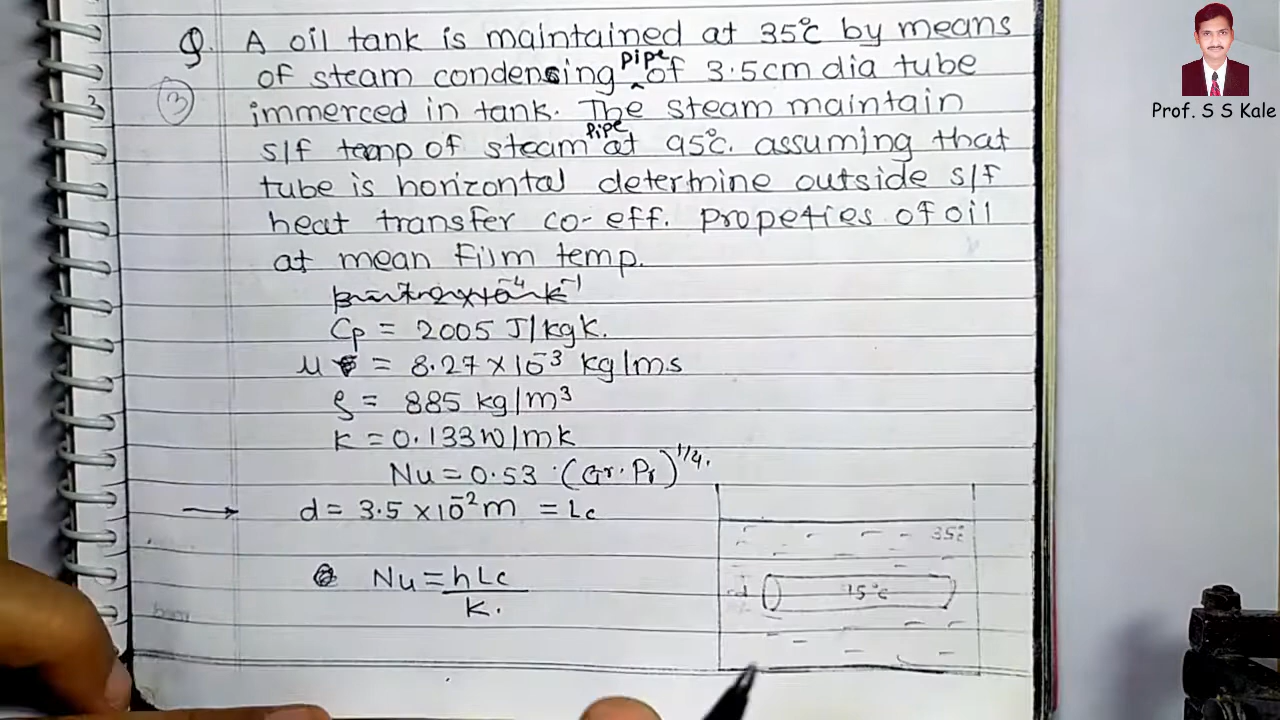 Q. A oil tank is maintained at 35°c by means
of steam condensing pipe of 3.5cm dia tube
③ immerced in tank. The steam maintain
s/f temp of steam pipe at 95°c. assuming that
tube is horizontal determine outside s/f
heat transfer co-eff. Propeties of oil
at mean Film temp.
Cp = 2005 J/kgk.
μ = 8.27 × 10⁻³ kg/ms
ρ = 885 kg/m³
K = 0.133 W/mk
Nu = 0.53 · (Gr·Pr)^1/4.
→ d = 3.5 × 10⁻² m = Lc
35°c
Nu = hLc
K.
95°c
Prof. S S Kale